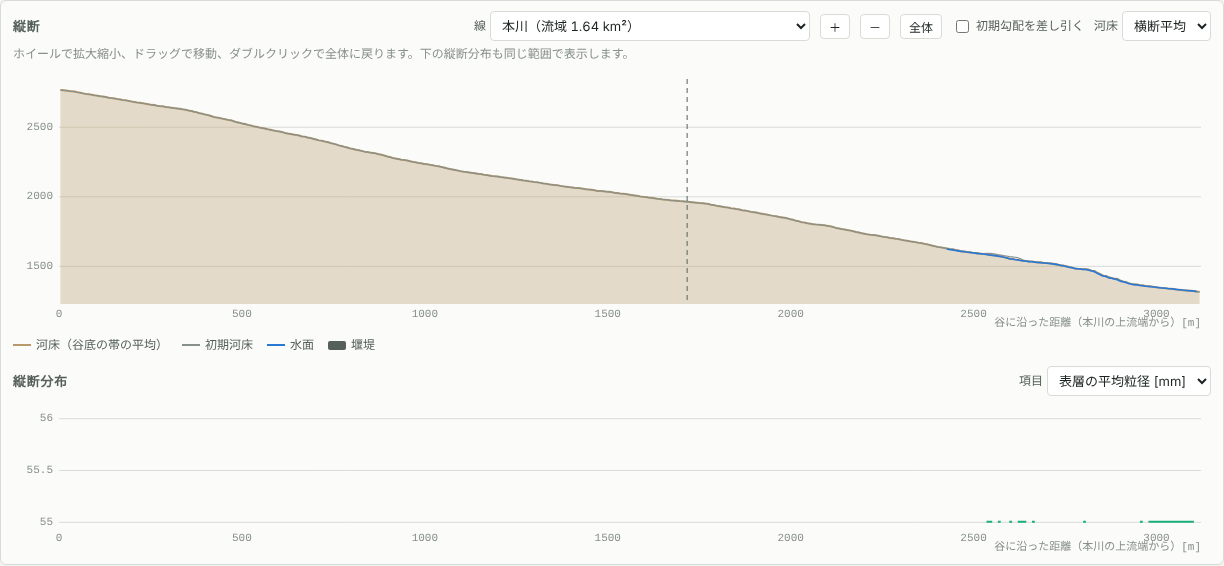 縦断 線 本川（流域 1.64 km²） + − 全体 初期勾配を差し引く 河床 横断平均
ホイールで拡大縮小、ドラッグで移動、ダブルクリックで全体に戻ります。下の縦断分布も同じ範囲で表示します。
2500
2000
1500
0 500 1000 1500 2000 2500 3000
谷に沿った距離（本川の上流端から）[m]
河床（谷底の帯の平均） 初期河床 水面 堰堤
縦断分布 項目 表層の平均粒径 [mm]
56
55.5
55
0 500 1000 1500 2000 2500 3000
谷に沿った距離（本川の上流端から）[m]